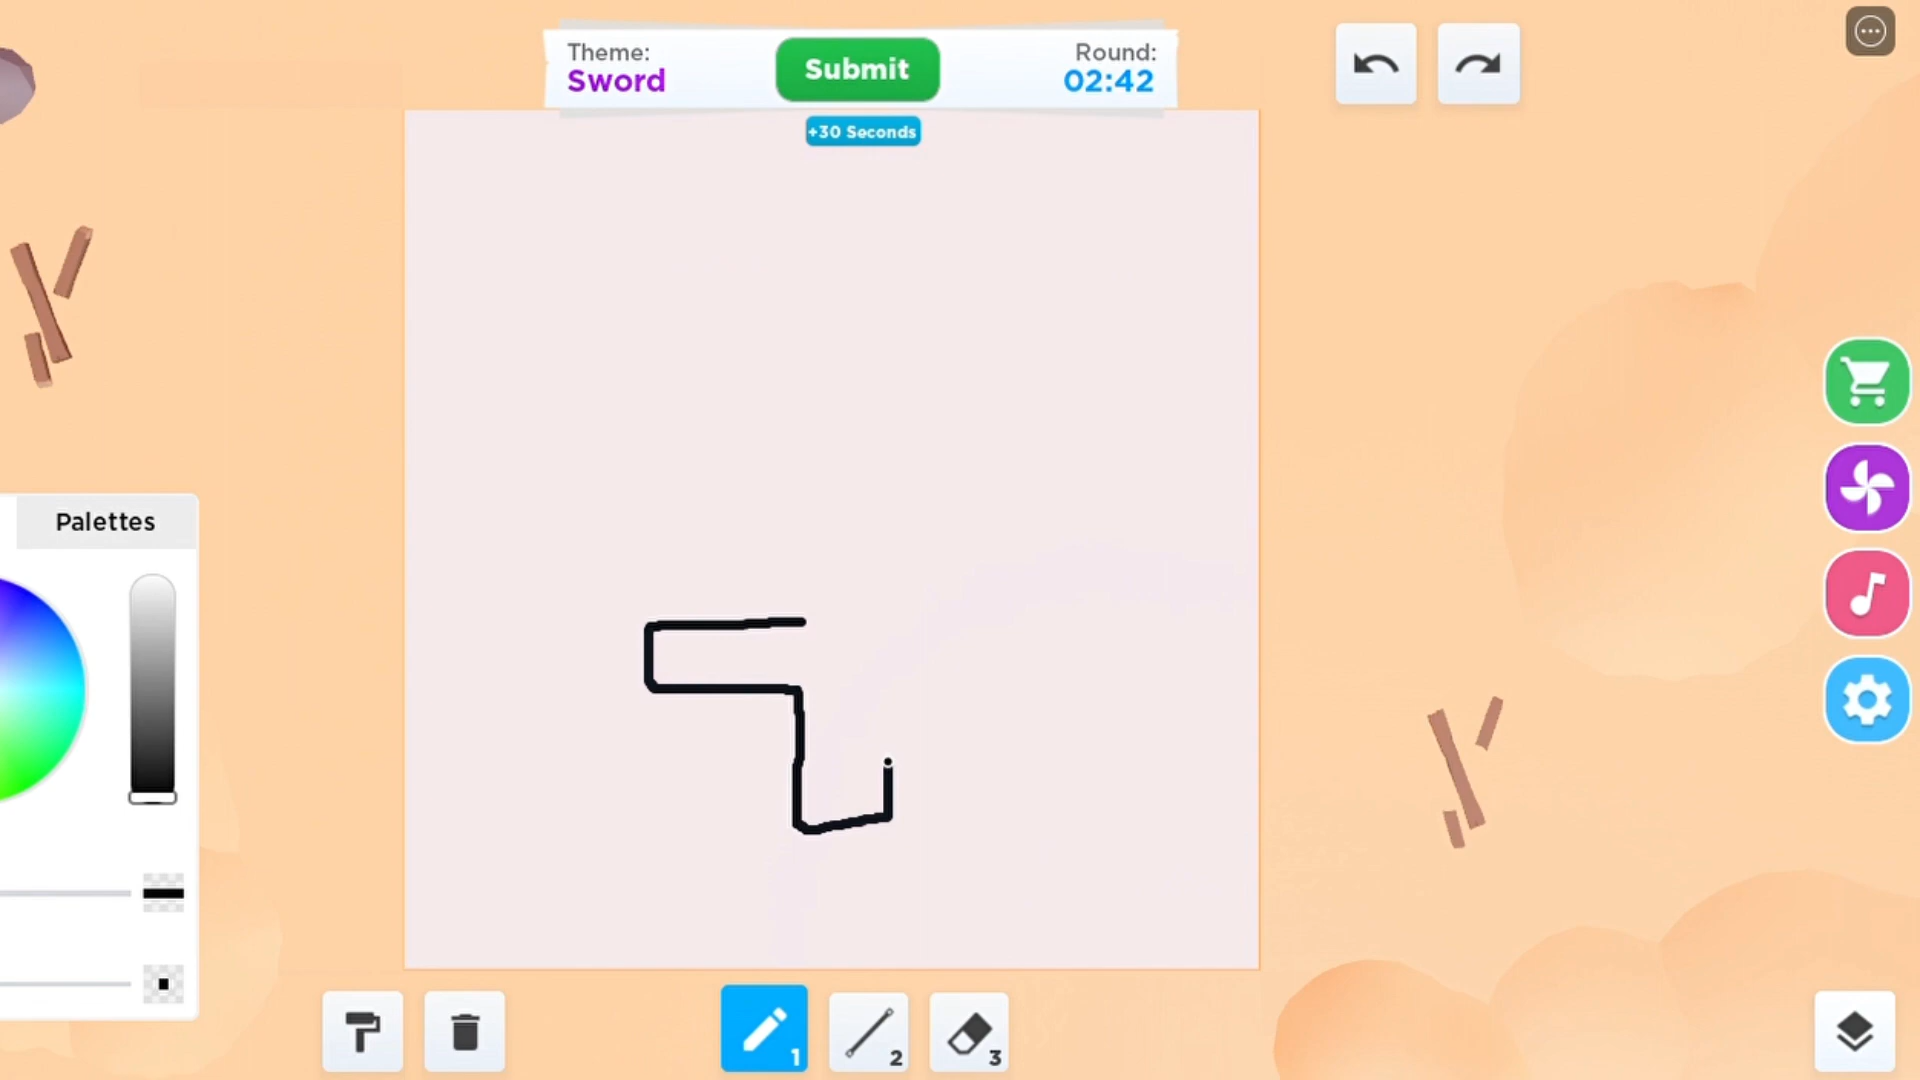 Theme:
Sword
Submit
Round:
02:42
+30 Seconds
Palettes
1
2
3